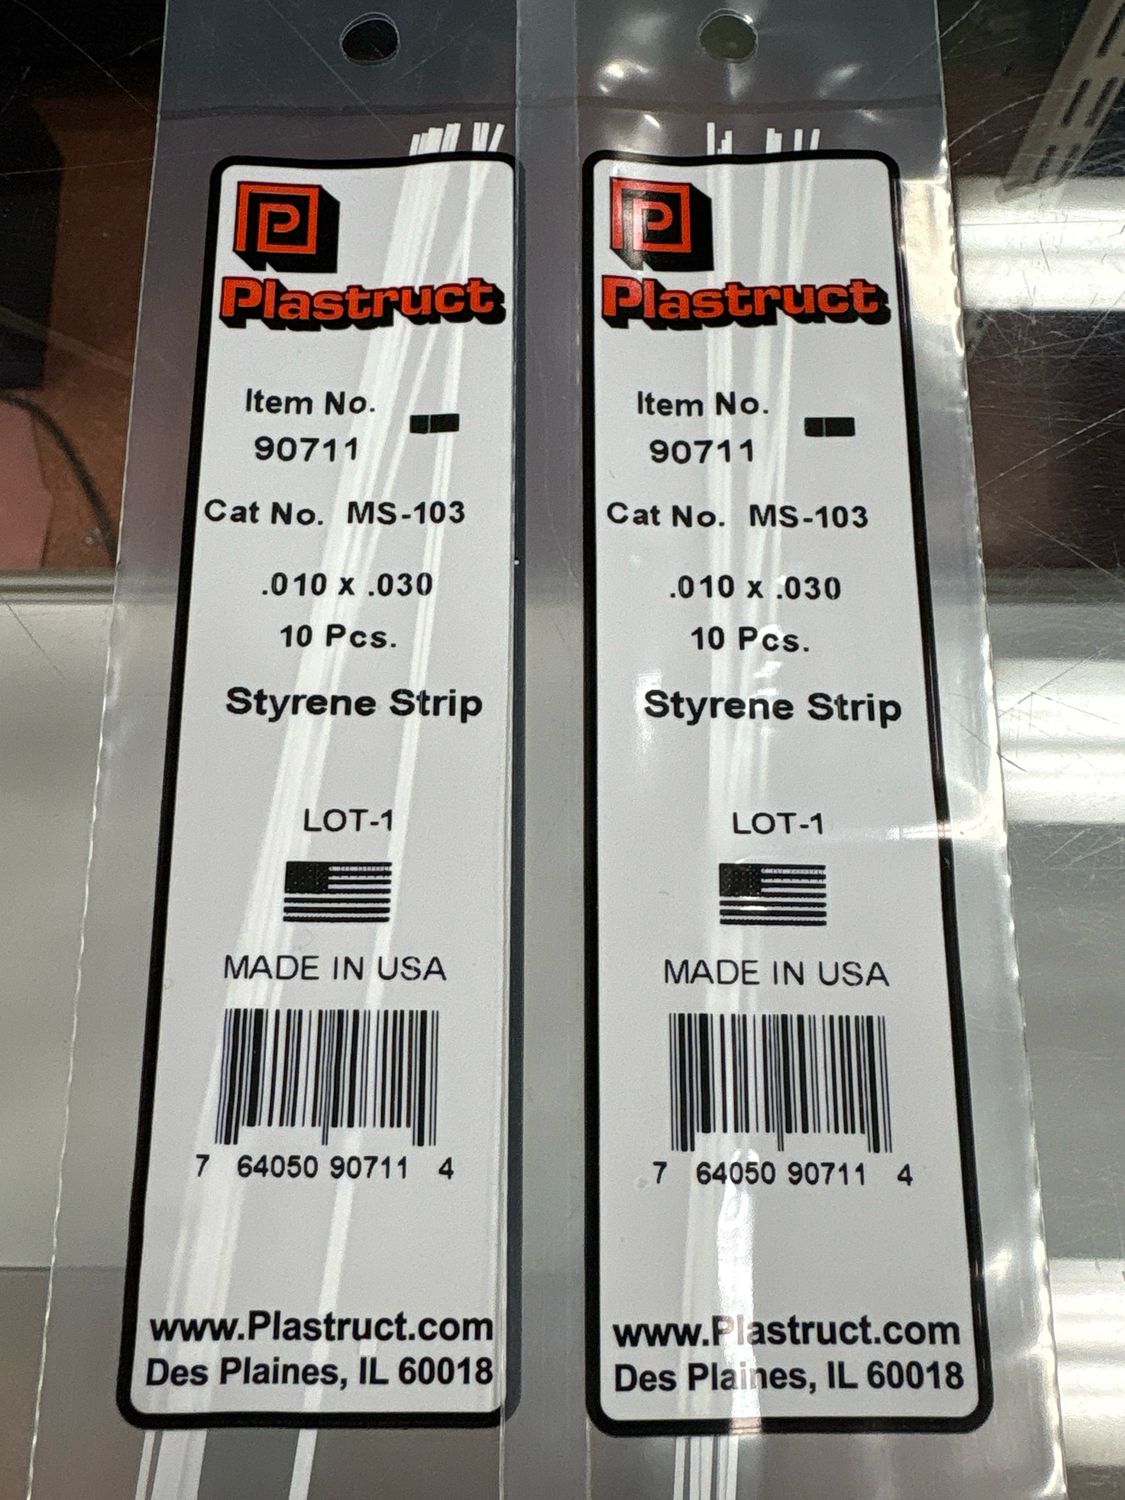 P
Plastruct
Item No.
90711
Cat No. MS-103
.010 x .030
10 Pcs.
Styrene Strip
LOT-1
MADE IN USA
7 64050 90711 4
www.Plastruct.com
Des Plaines, IL 60018
P
Plastruct
Item No.
90711
Cat No. MS-103
.010 x .030
10 Pcs.
Styrene Strip
LOT-1
MADE IN USA
7 64050 90711 4
www.Plastruct.com
Des Plaines, IL 60018